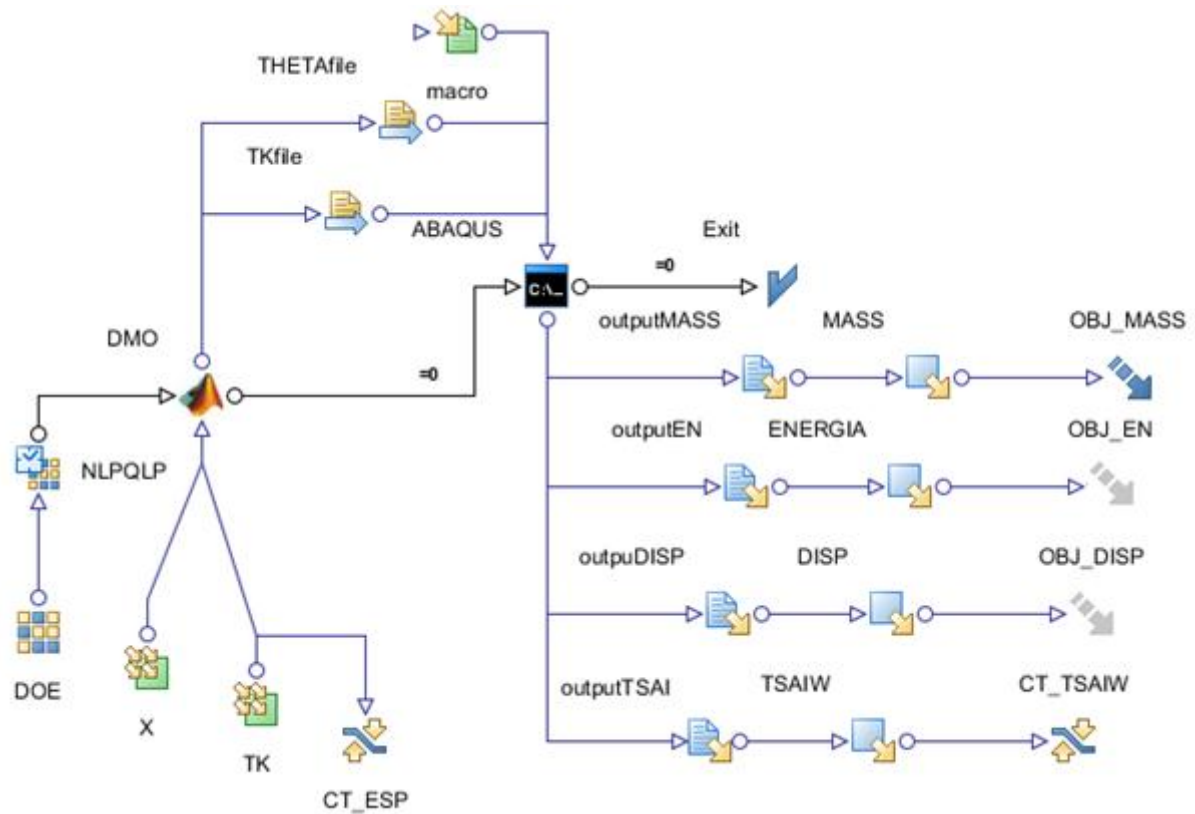 THETAfile
macro
TKfile
ABAQUS
Exit
=0
outputMASS
MASS
OBJ_MASS
DMO
=0
outputEN
ENERGIA
OBJ_EN
NLPQLP
outpuDISP
DISP
OBJ_DISP
DOE
X
outputTSAI
TSAIW
CT_TSAIW
TK
CT_ESP
C:\_